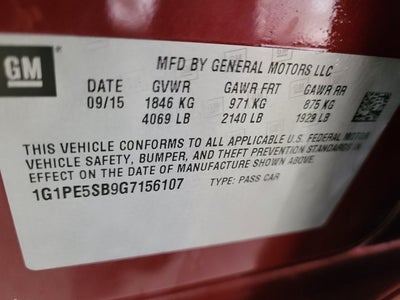 GM
MFD BY GENERAL MOTORS LLC
DATE GVWR GAWR FRT GAWR RR
09/15 1846 KG 971 KG 875 KG
4069 LB 2140 LB 1929 LB
THIS VEHICLE CONFORMS TO ALL APPLICABLE U.S. FEDERAL MOTOR
VEHICLE SAFETY, BUMPER, AND THEFT PREVENTION STANDARDS IN
EFFECT ON THE DATE OF MANUFACTURE SHOWN ABOVE.
1G1PE5SB9G7156107 TYPE: PASS CAR